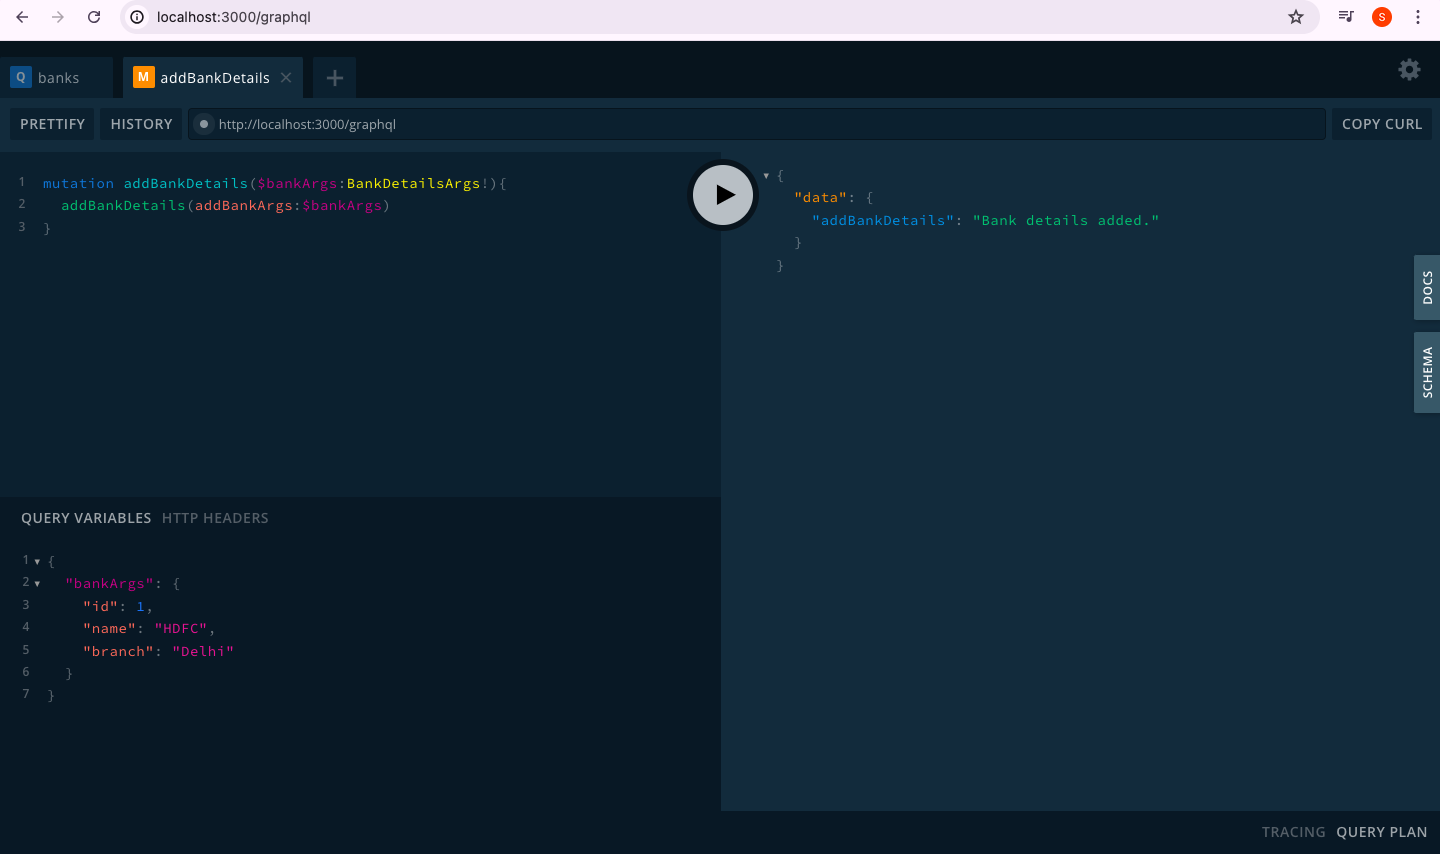 localhost:3000/graphql
S
Q banks
M addBankDetails
PRETTIFY HISTORY http://localhost:3000/graphql COPY CURL
1 mutation addBankDetails($bankArgs:BankDetailsArgs!){
2 addBankDetails(addBankArgs:$bankArgs)
3 }
{
"data": {
"addBankDetails": "Bank details added."
}
}
DOCS
SCHEMA
QUERY VARIABLES HTTP HEADERS
1 {
2 "bankArgs": {
3 "id": 1,
4 "name": "HDFC",
5 "branch": "Delhi"
6 }
7 }
TRACING QUERY PLAN